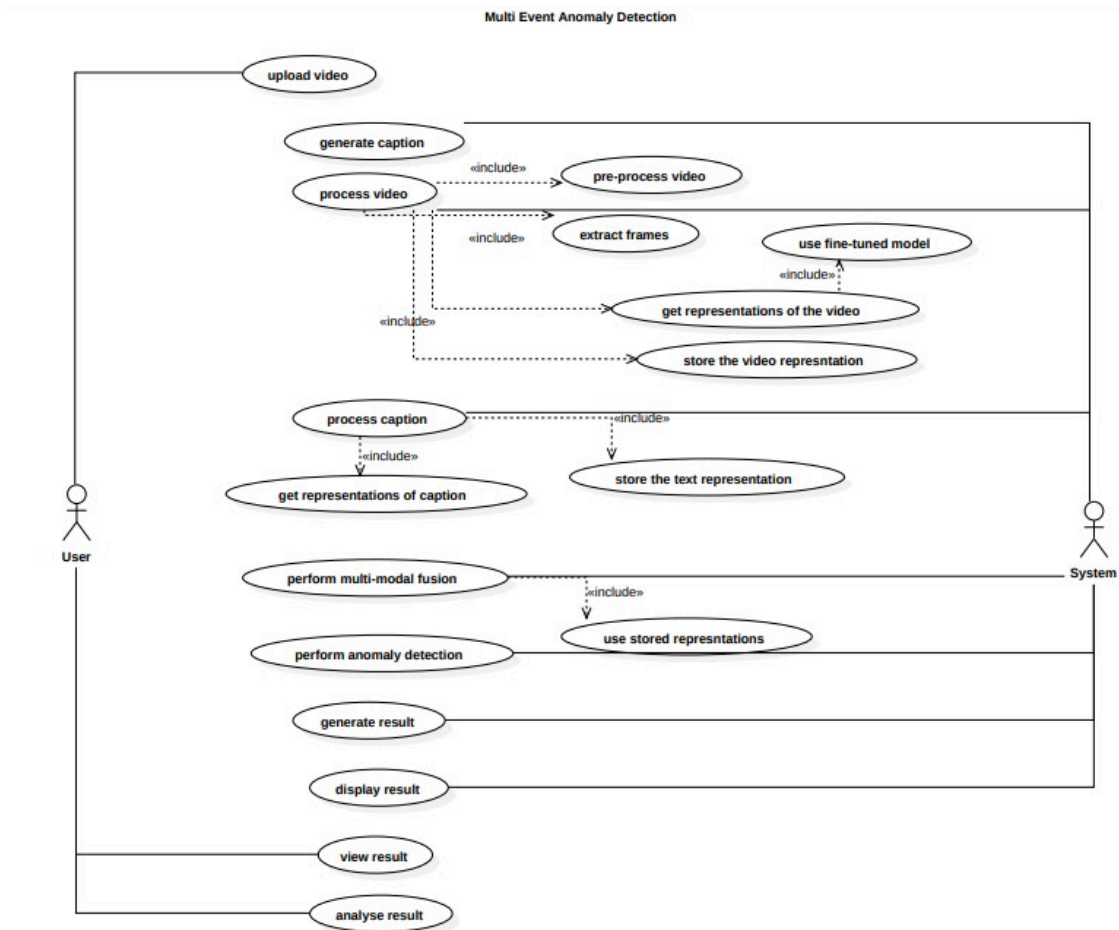 Multi Event Anomaly Detection
upload video
generate caption
«include»
pre-process video
process video
«include»
extract frames
use fine-tuned model
«include»
get representations of the video
«include»
store the video represntation
process caption
«include»
«include»
store the text representation
get representations of caption
User
System
perform multi-modal fusion
«include»
use stored represntations
perform anomaly detection
generate result
display result
view result
analyse result